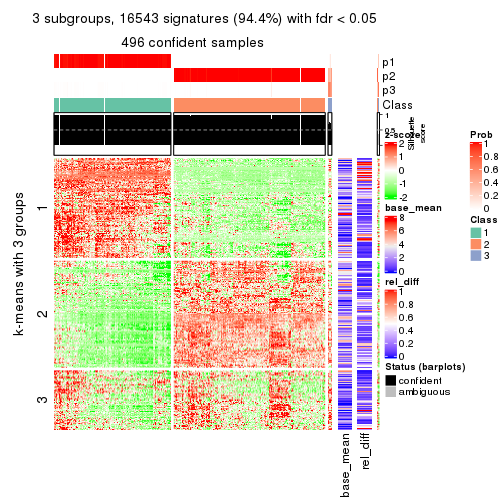 3 subgroups, 16543 signatures (94.4%) with fdr < 0.05
496 confident samples
p1
p2
p3
Class
1
0.5
Silhouette
score
k-means with 3 groups
1
2
3
base_mean
rel_diff
z-score
2
1
0
-1
-2
base_mean
8
6
4
2
0
rel_diff
1
0.8
0.6
0.4
0.2
0
Status (barplots)
confident
ambiguous
Prob
1
0.8
0.6
0.4
0.2
0
Class
1
2
3